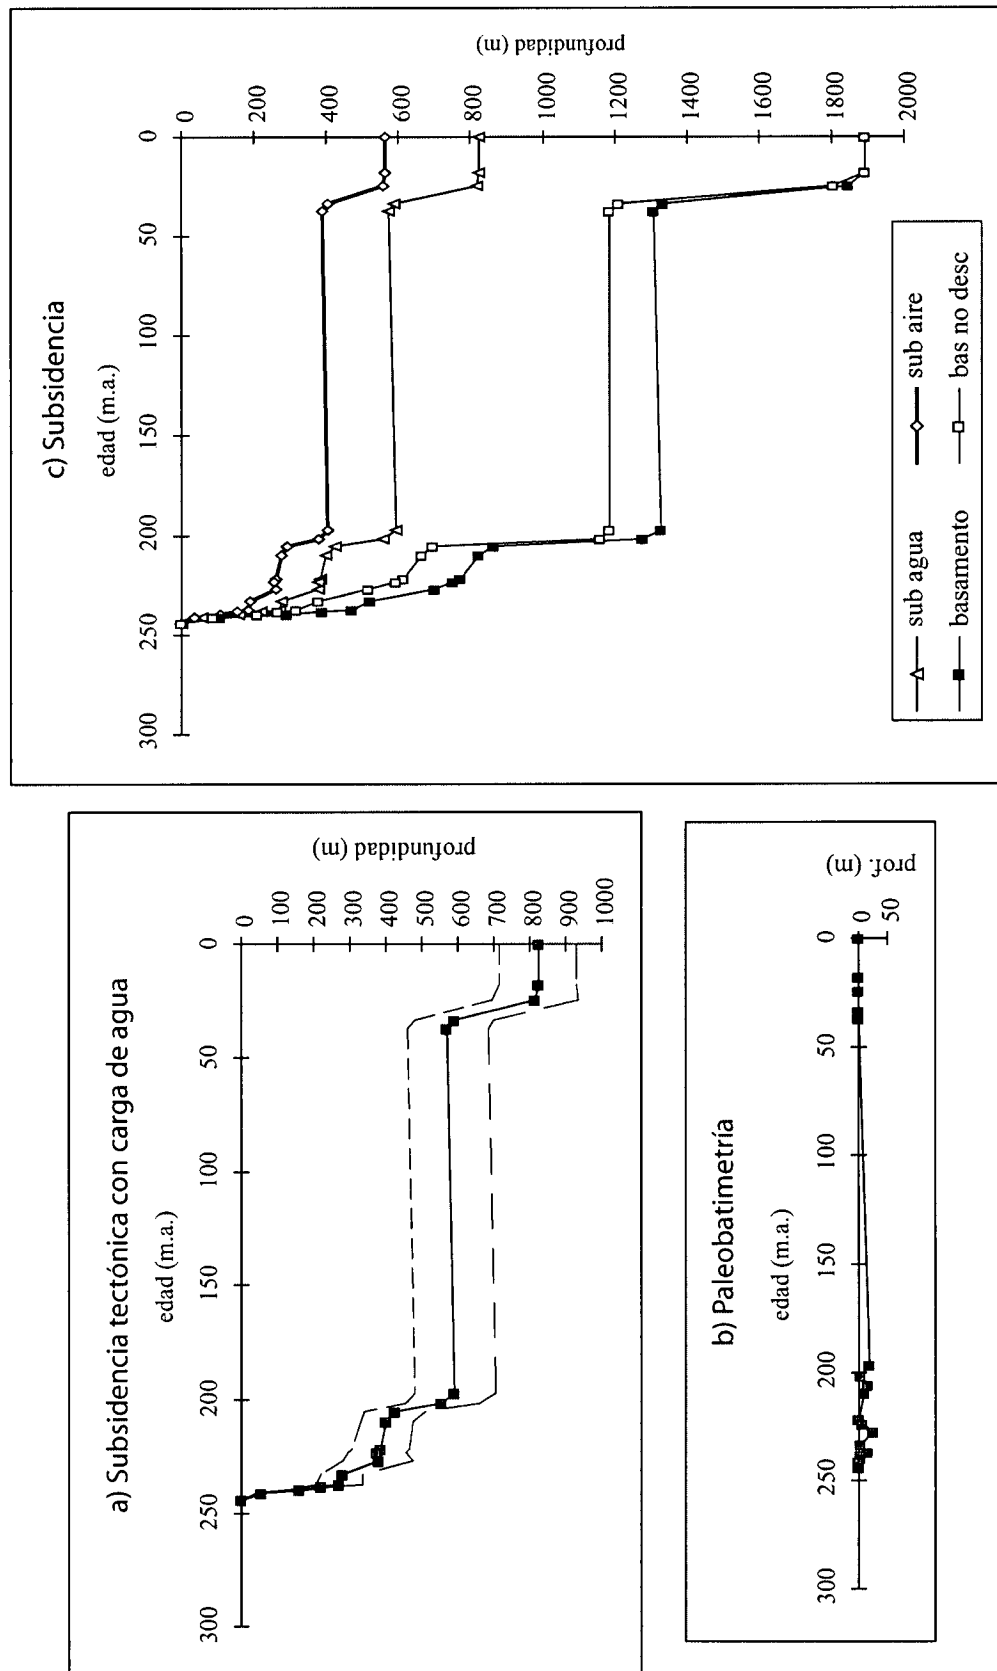 a) Subsidencia tectónica con carga de agua
edad (m.a.)
300 250 200 150 100 50 0
0
100
200
300
400
500
600
700
800
900
1000
profundidad (m)
b) Paleobatimetría
edad (m.a.)
300 250 200 150 100 50 0
0
50
prof. (m)
c) Subsidencia
edad (m.a.)
300 250 200 150 100 50 0
0
200
400
600
800
1000
1200
1400
1600
1800
2000
profundidad (m)
sub agua sub aire
basamento bas no desc